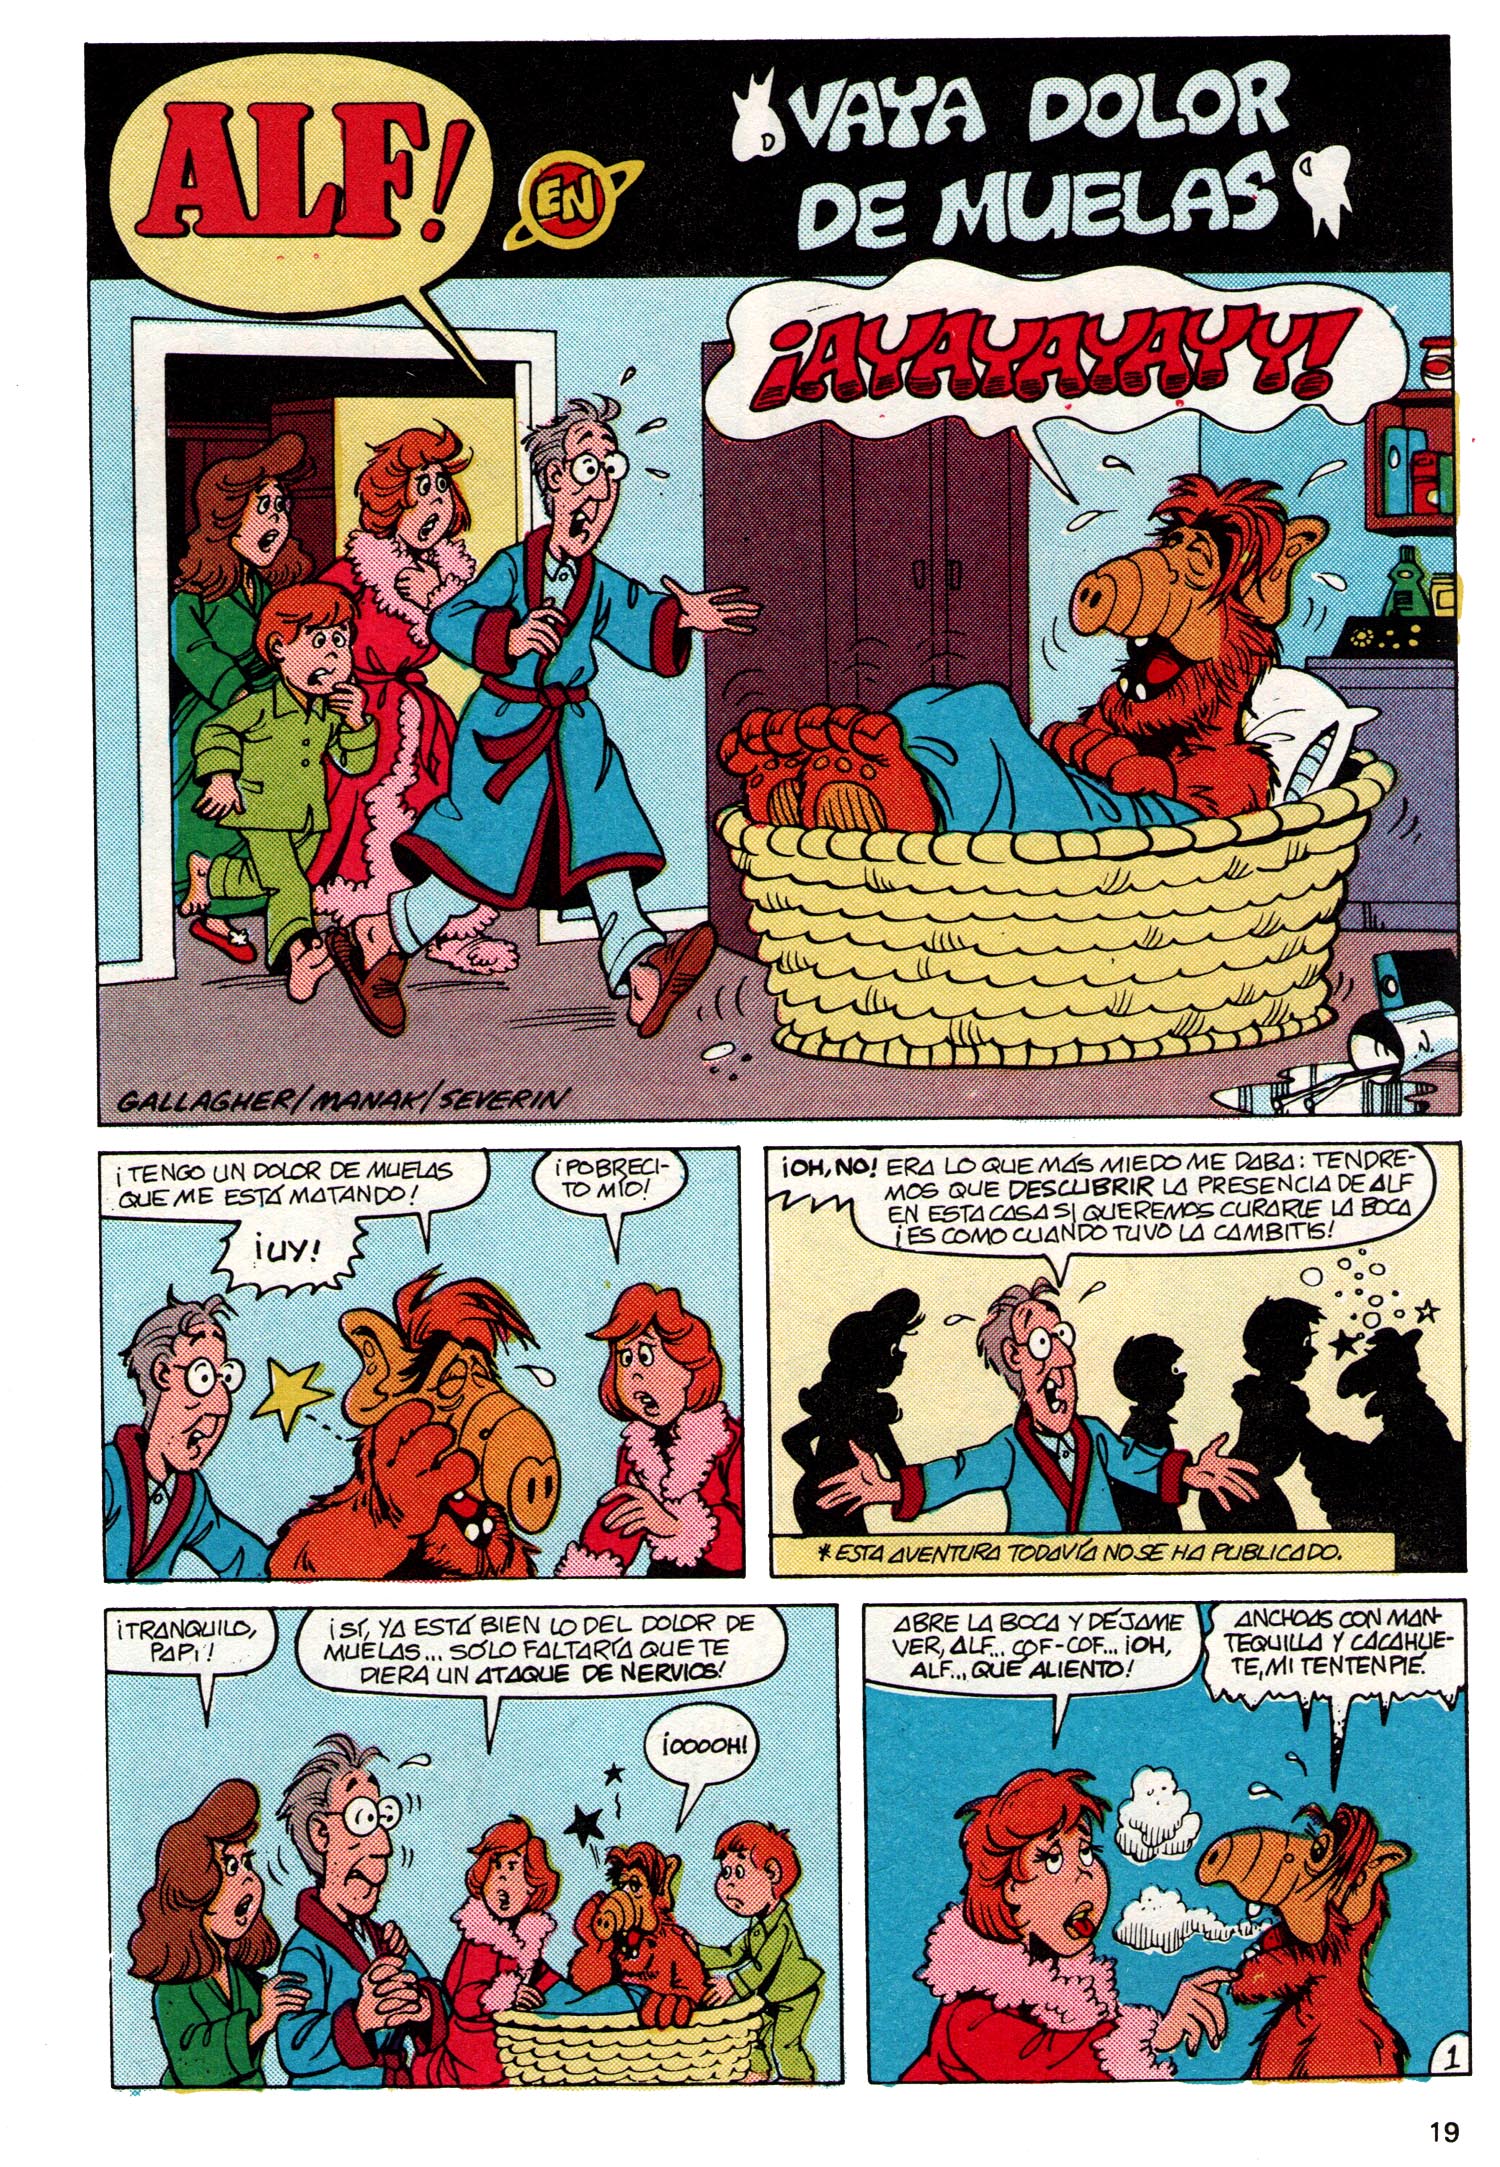 ALF!
EN
VAYA DOLOR
DE MUELAS
¡AYAYAYAYY!
GALLAGHER/MANAK/SEVERIN
¡TENGO UN DOLOR DE MUELAS
QUE ME ESTÁ MATANDO!
¡UY!
¡POBRECI-
TO MÍO!
¡OH, NO! ERA LO QUE MÁS MIEDO ME DABA: TENDRE-
MOS QUE DESCUBRIR LA PRESENCIA DE ALF
EN ESTA CASA SI QUEREMOS CURARLE LA BOCA
¡ES COMO CUANDO TUVO LA CAMBITIS!
* ESTA AVENTURA TODAVÍA NO SE HA PUBLICADO.
¡TRANQUILO,
PAPI!
¡SÍ, YA ESTÁ BIEN LO DEL DOLOR DE
MUELAS... SÓLO FALTARÍA QUE TE
DIERA UN ATAQUE DE NERVIOS!
¡OOOOH!
ABRE LA BOCA Y DÉJAME
VER, ALF... COF-COF... ¡OH,
ALF... QUÉ ALIENTO!
ANCHOAS CON MAN-
TEQUILLA Y CACAHUE-
TE, MI TENTENPIÉ.
1
19